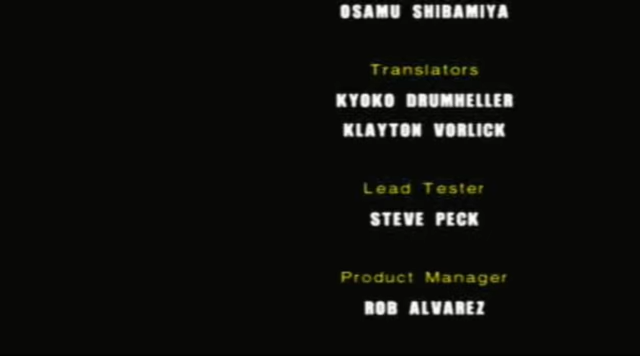 OSAMU SHIBAMIYA
Translators
KYOKO DRUMHELLER
KLAYTON VORLICK
Lead Tester
STEVE PECK
Product Manager
ROB ALVAREZ